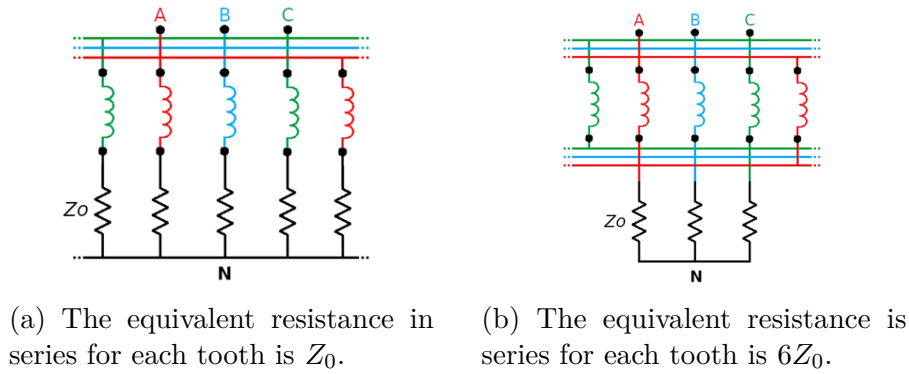 A B C
A B C
Zo
Zo
N
N
(a) The equivalent resistance in
series for each tooth is Z₀.
(b) The equivalent resistance is
series for each tooth is 6Z₀.